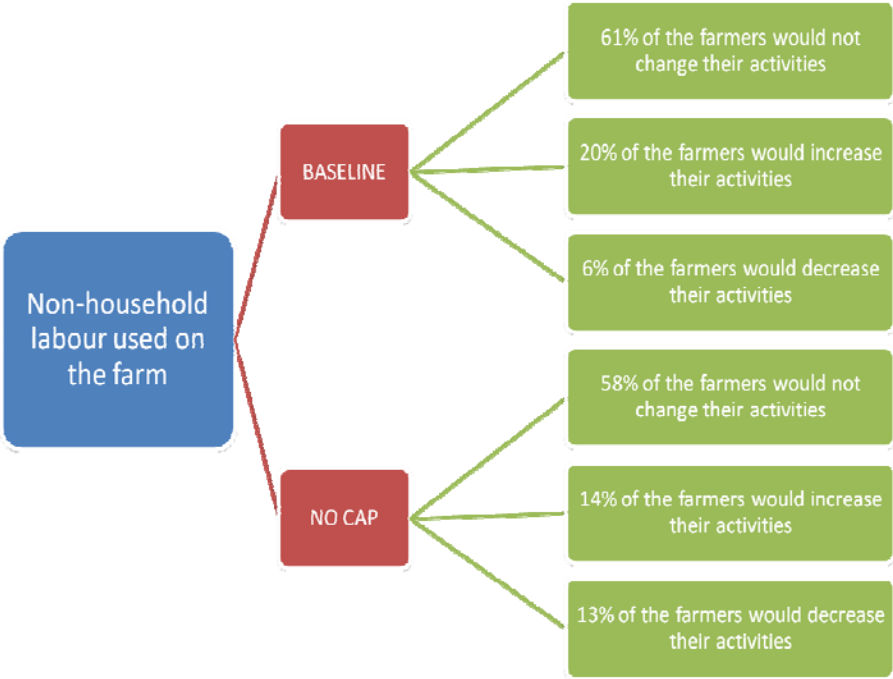 Non-household
labour used on
the farm
BASELINE
61% of the farmers would not
change their activities
20% of the farmers would increase
their activities
6% of the farmers would decrease
their activities
NO CAP
58% of the farmers would not
change their activities
14% of the farmers would increase
their activities
13% of the farmers would decrease
their activities